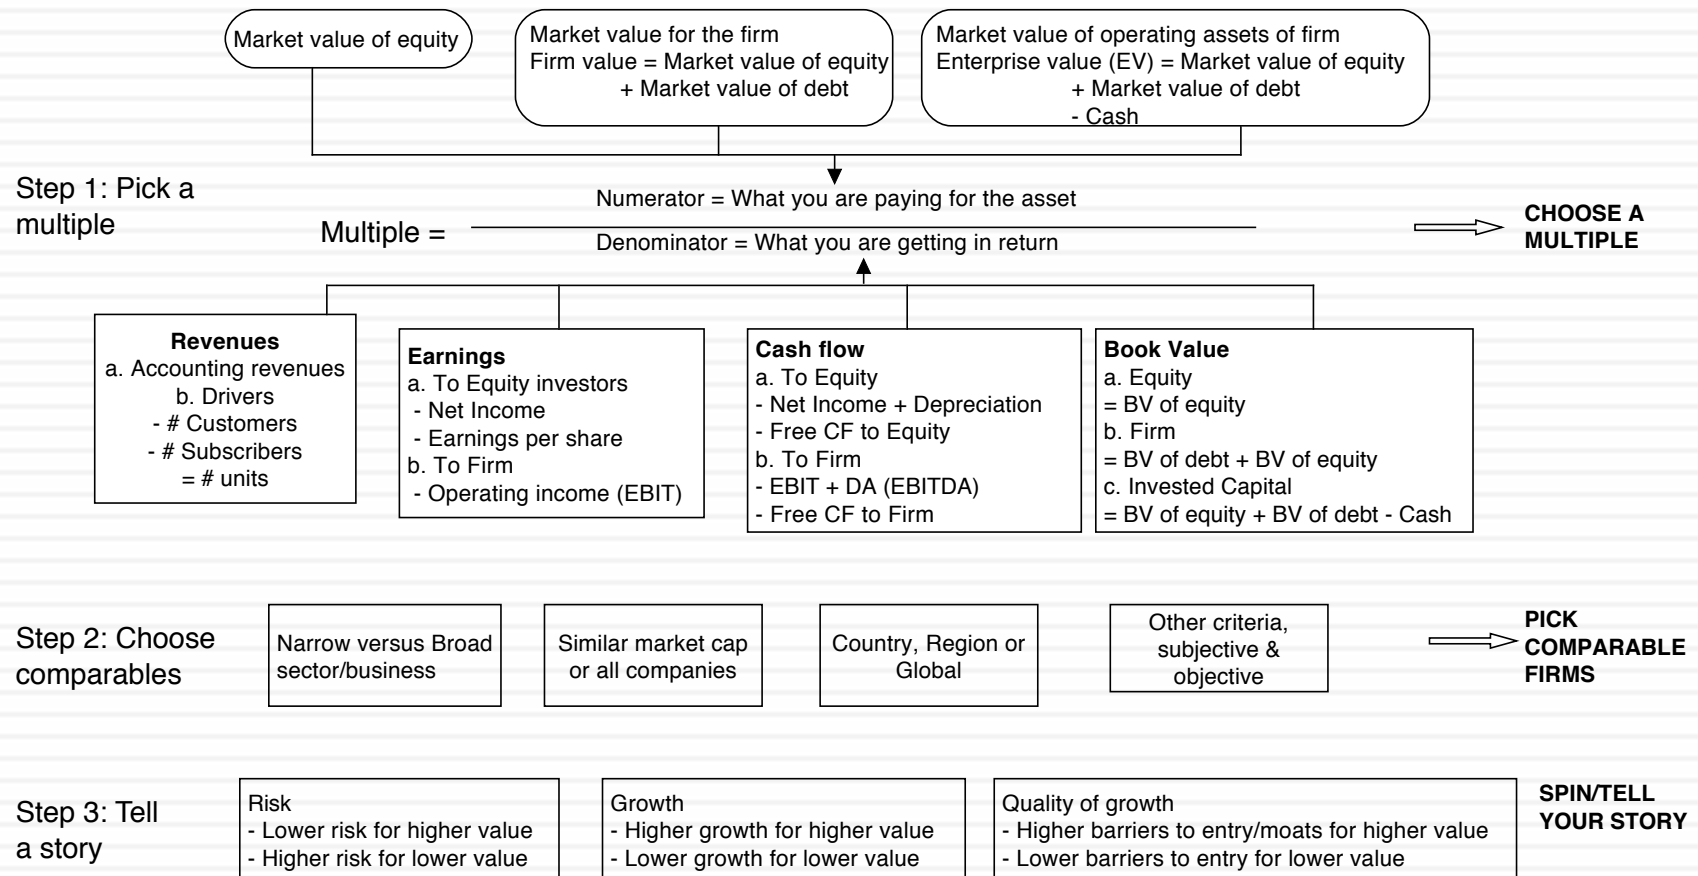 Market value of equity
Market value for the firm
Firm value = Market value of equity
+ Market value of debt
Market value of operating assets of firm
Enterprise value (EV) = Market value of equity
+ Market value of debt
- Cash
Step 1: Pick a
multiple
Numerator = What you are paying for the asset
Multiple =
Denominator = What you are getting in return
CHOOSE A
MULTIPLE
Revenues
a. Accounting revenues
b. Drivers
- # Customers
- # Subscribers
= # units
Earnings
a. To Equity investors
- Net Income
- Earnings per share
b. To Firm
- Operating income (EBIT)
Cash flow
a. To Equity
- Net Income + Depreciation
- Free CF to Equity
b. To Firm
- EBIT + DA (EBITDA)
- Free CF to Firm
Book Value
a. Equity
= BV of equity
b. Firm
= BV of debt + BV of equity
c. Invested Capital
= BV of equity + BV of debt - Cash
Step 2: Choose
comparables
Narrow versus Broad
sector/business
Similar market cap
or all companies
Country, Region or
Global
Other criteria,
subjective &
objective
PICK
COMPARABLE
FIRMS
Step 3: Tell
a story
Risk
- Lower risk for higher value
- Higher risk for lower value
Growth
- Higher growth for higher value
- Lower growth for lower value
Quality of growth
- Higher barriers to entry/moats for higher value
- Lower barriers to entry for lower value
SPIN/TELL
YOUR STORY